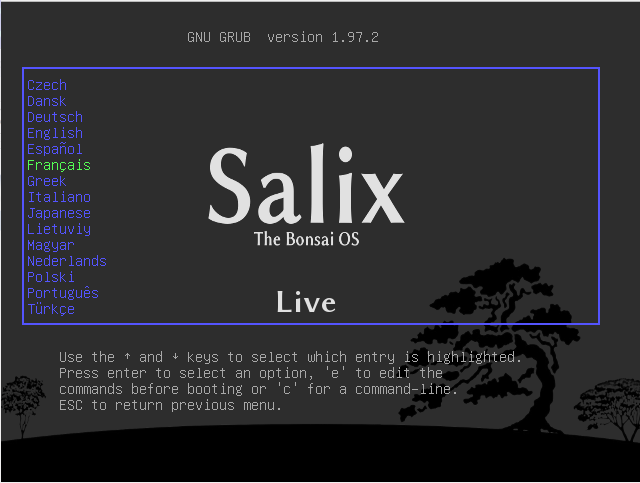 GNU GRUB  version 1.97.2
Czech
Dansk
Deutsch
English
Español
Français
Greek
Italiano
Japanese
Lietuviy
Magyar
Nederlands
Polski
Português
Türkçe
Salix
The Bonsai OS
Live
Use the ↑ and ↓ keys to select which entry is highlighted.
Press enter to select an option, 'e' to edit the
commands before booting or 'c' for a command-line.
ESC to return previous menu.